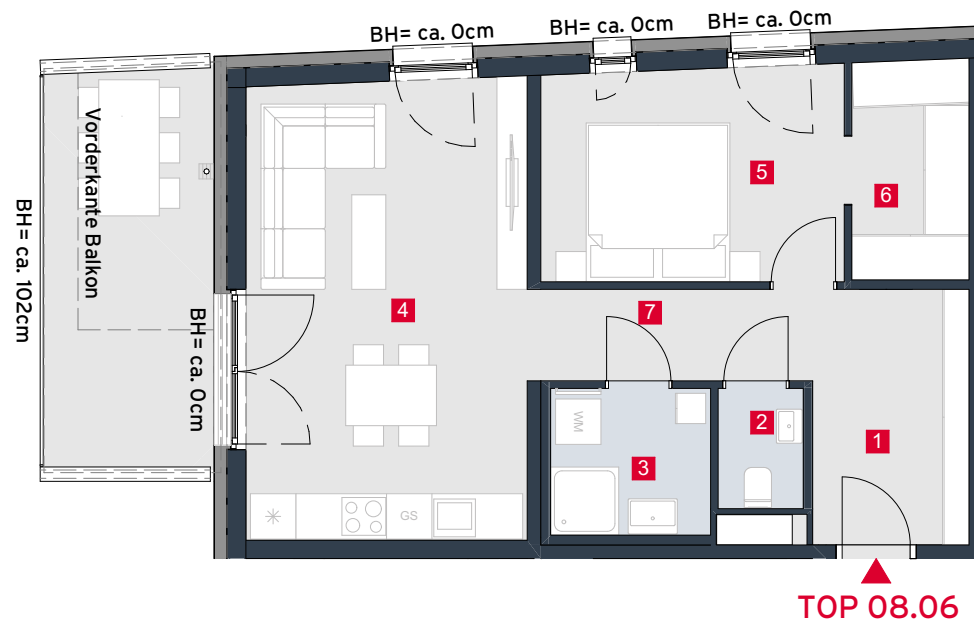 BH= ca. 0cm
BH= ca. 0cm
BH= ca. 0cm
Vorderkante Balkon
BH= ca. 102cm
BH= ca. 0cm
5
6
4
7
2
1
3
WM
GS
TOP 08.06